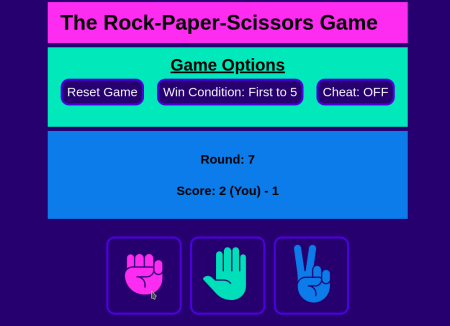 The Rock-Paper-Scissors Game
Game Options
Reset Game Win Condition: First to 5 Cheat: OFF
Round: 7
Score: 2 (You) - 1